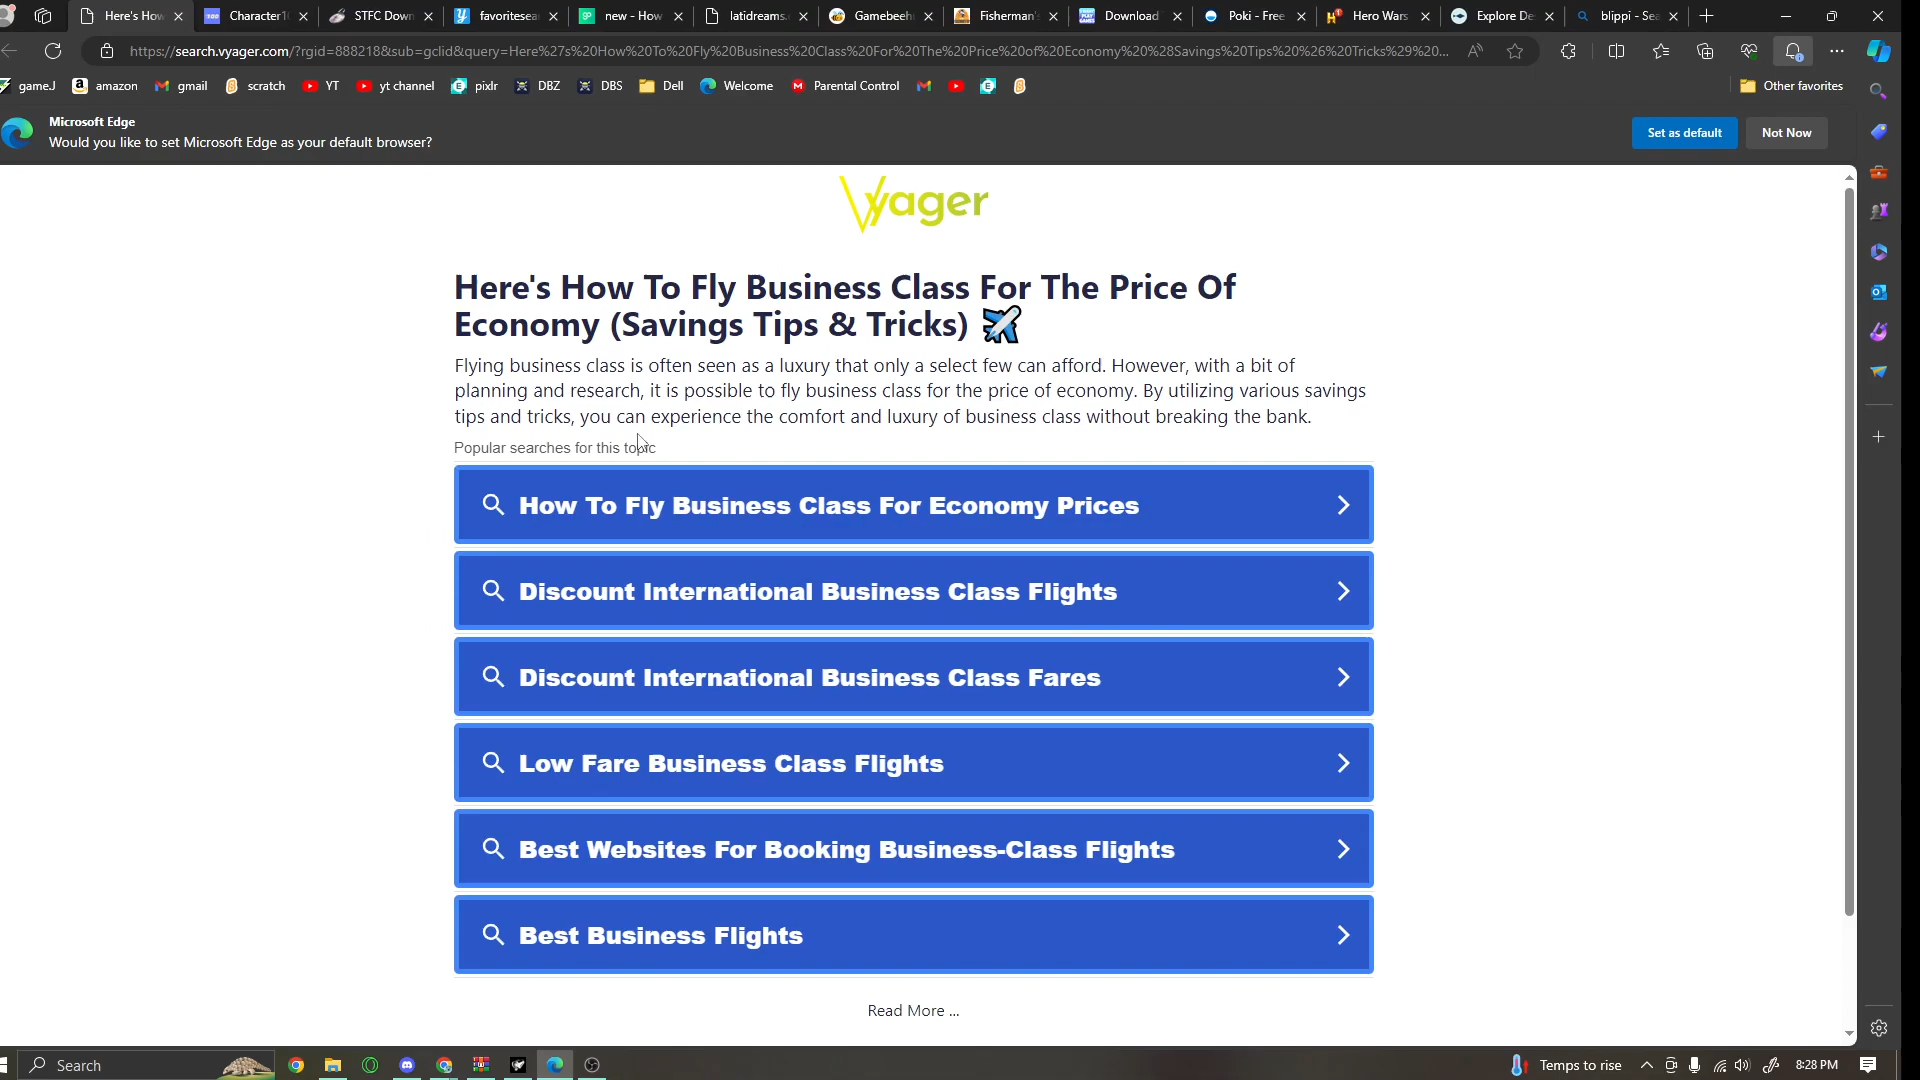 Here's How
Character1
STFC Down
favoritesea
new - How
latidreams.
Gamebeeh
Fisherman's
Download
Poki - Free
Hero Wars
Explore De
blippi - Sea
https://search.vyager.com/?rgid=888218&sub=gclid&query=Here%27s%20How%20To%20Fly%20Business%20Class%20For%20The%20Price%20of%20Economy%20%28Savings%20Tips%20%26%20Tricks%29%20...
gameJ
amazon
gmail
scratch
YT
yt channel
pixlr
DBZ
DBS
Dell
Welcome
Parental Control
Other favorites
Microsoft Edge
Would you like to set Microsoft Edge as your default browser?
Set as default
Not Now
Vyager
Here's How To Fly Business Class For The Price Of
Economy (Savings Tips & Tricks) ✈️
Flying business class is often seen as a luxury that only a select few can afford. However, with a bit of
planning and research, it is possible to fly business class for the price of economy. By utilizing various savings
tips and tricks, you can experience the comfort and luxury of business class without breaking the bank.
Popular searches for this topic
How To Fly Business Class For Economy Prices
Discount International Business Class Flights
Discount International Business Class Fares
Low Fare Business Class Flights
Best Websites For Booking Business-Class Flights
Best Business Flights
Read More ...
Search
Temps to rise
8:28 PM